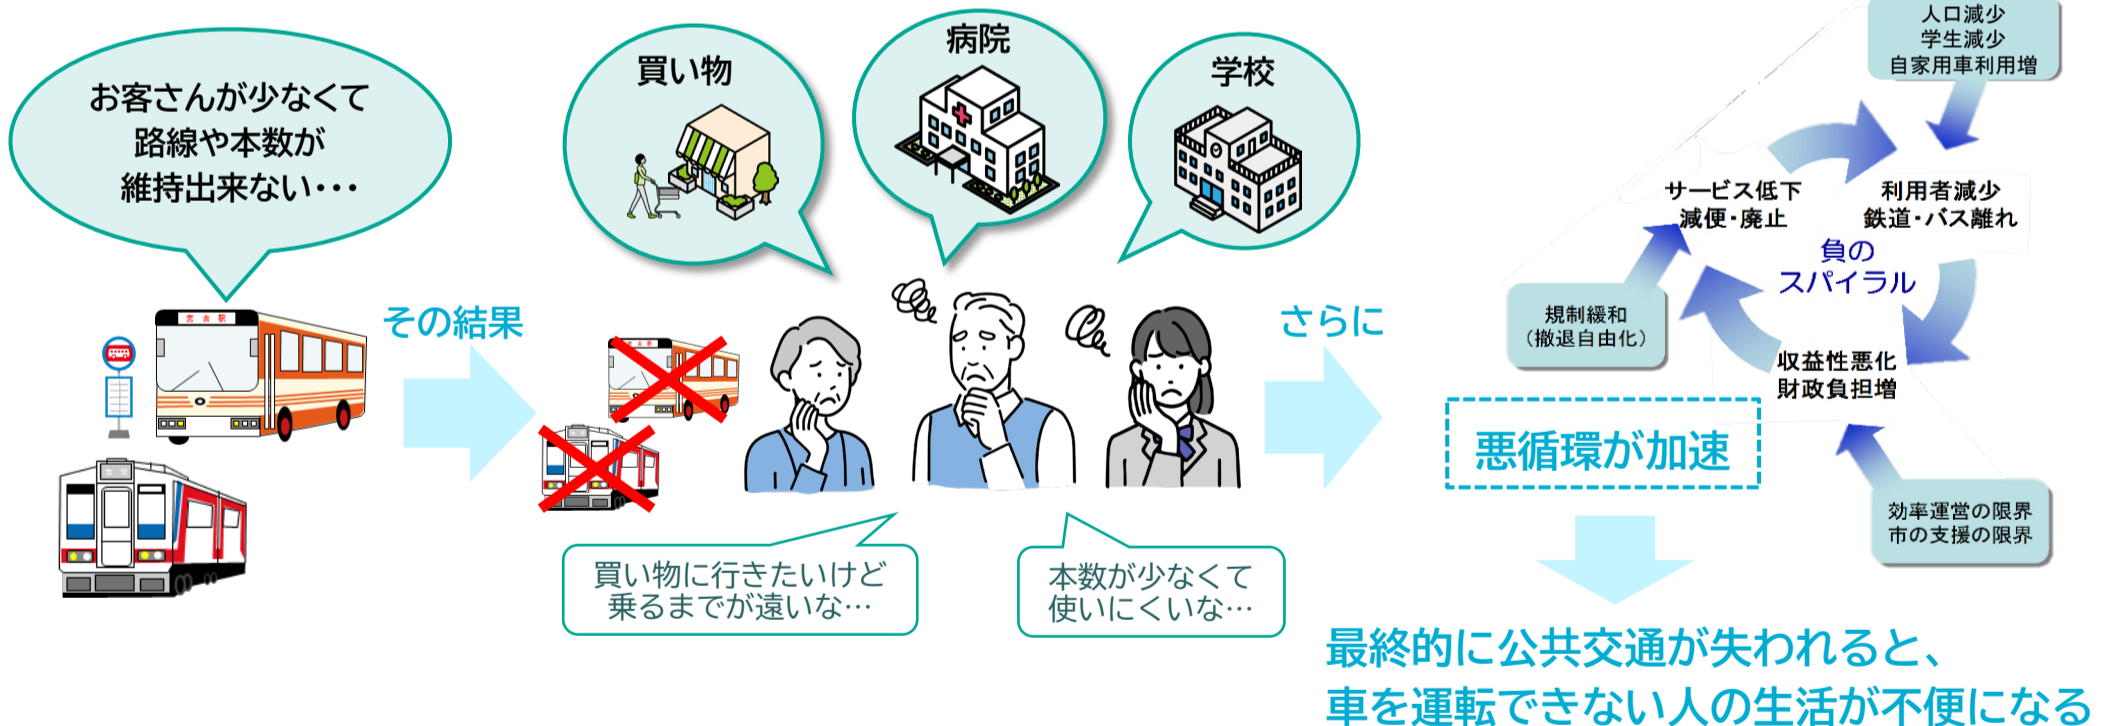 お客さんが少なくて
路線や本数が
維持出来ない・・・
宮古駅
その結果
買い物
病院
学校
買い物に行きたいけど
乗るまでが遠いな…
本数が少なくて
使いにくいな…
さらに
人口減少
学生減少
自家用車利用増
サービス低下
減便・廃止
利用者減少
鉄道・バス離れ
負の
スパイラル
規制緩和
（撤退自由化）
収益性悪化
財政負担増
効率運営の限界
市の支援の限界
悪循環が加速
最終的に公共交通が失われると、
車を運転できない人の生活が不便になる